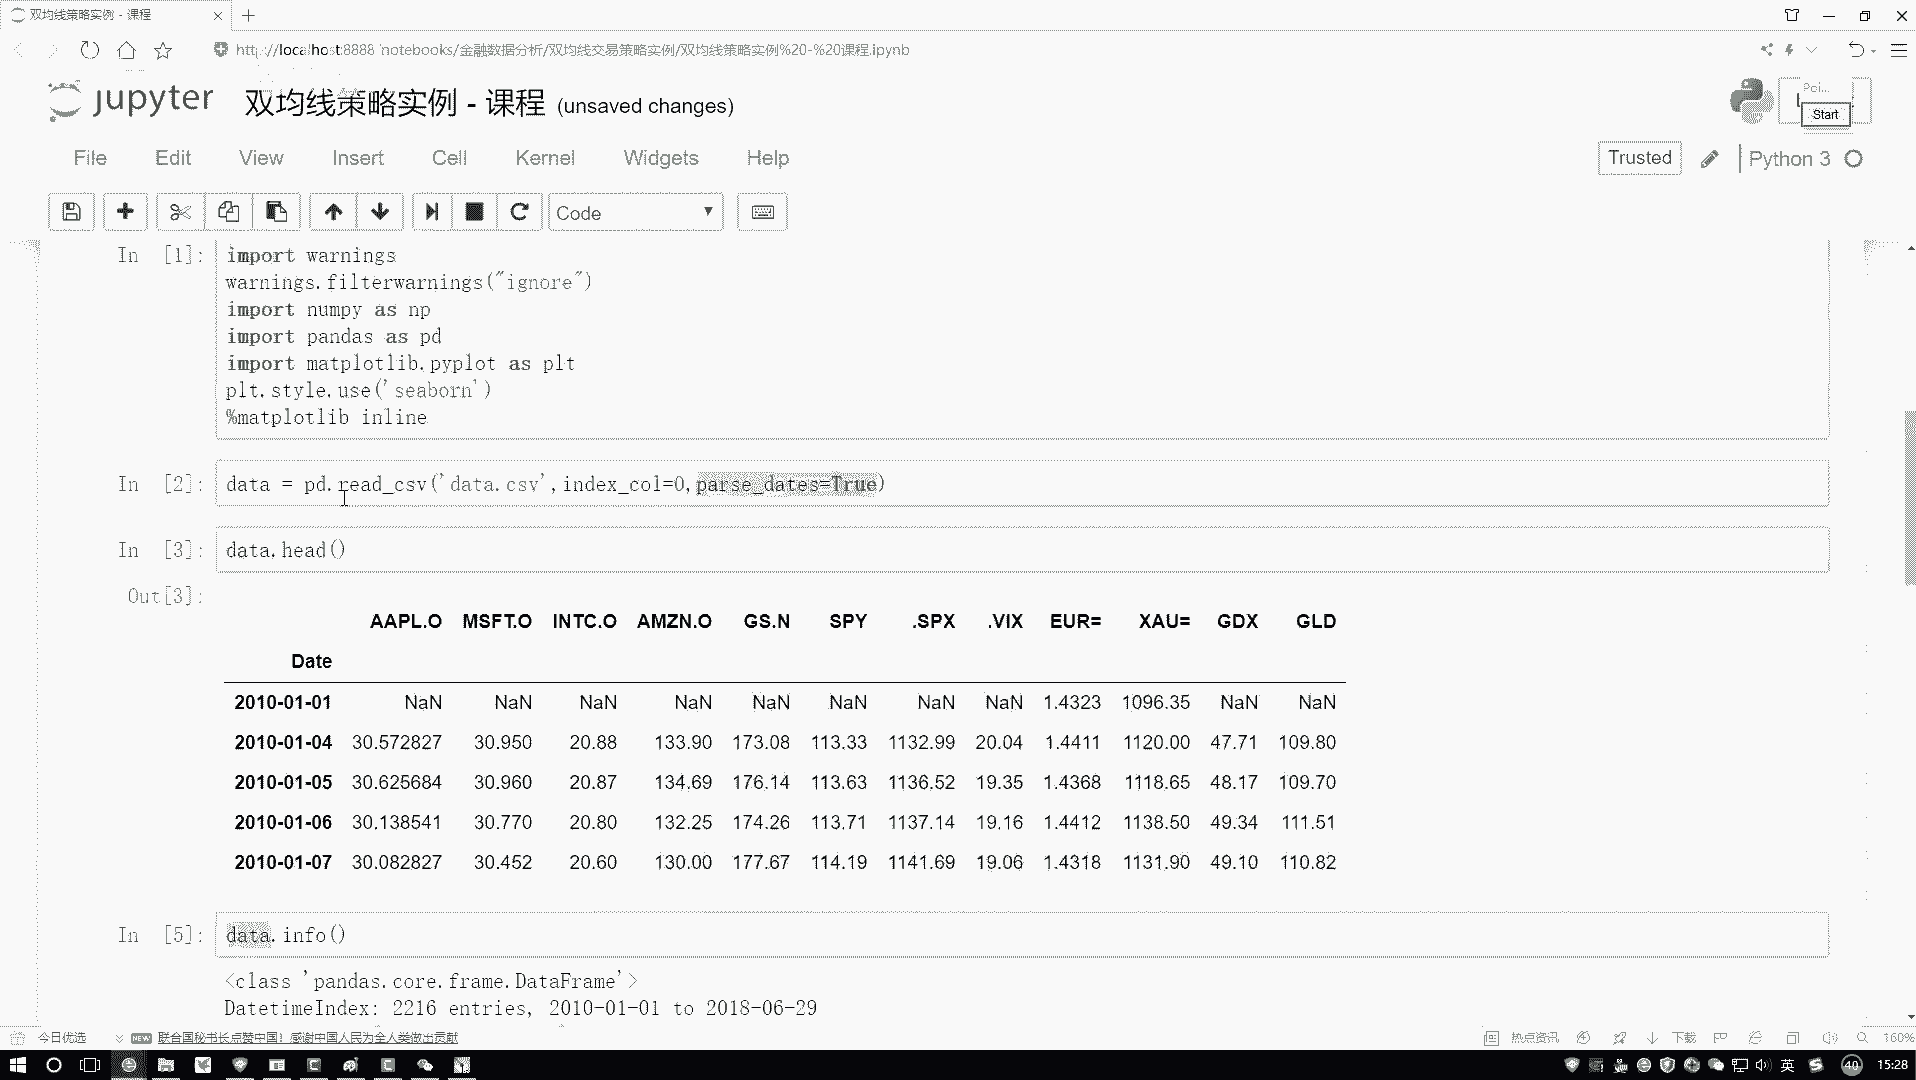 双均线策略实例 - 课程
http://localhost:8888/notebooks/金融数据分析/双均线交易策略实例/双均线策略实例%20-%20课程.ipynb
jupyter 双均线策略实例 - 课程 (unsaved changes)
Poi...
Start
File Edit View Insert Cell Kernel Widgets Help
Trusted Python 3
Code
In [1]: import warnings
warnings.filterwarnings("ignore")
import numpy as np
import pandas as pd
import matplotlib.pyplot as plt
plt.style.use('seaborn')
%matplotlib inline
In [2]: data = pd.read_csv('data.csv',index_col=0,parse_dates=True)
In [3]: data.head()
Out[3]:
AAPL.O MSFT.O INTC.O AMZN.O GS.N SPY .SPX .VIX EUR= XAU= GDX GLD
Date
2010-01-01 NaN NaN NaN NaN NaN NaN NaN NaN 1.4323 1096.35 NaN NaN
2010-01-04 30.572827 30.950 20.88 133.90 173.08 113.33 1132.99 20.04 1.4411 1120.00 47.71 109.80
2010-01-05 30.625684 30.960 20.87 134.69 176.14 113.63 1136.52 19.35 1.4368 1118.65 48.17 109.70
2010-01-06 30.138541 30.770 20.80 132.25 174.26 113.71 1137.14 19.16 1.4412 1138.50 49.34 111.51
2010-01-07 30.082827 30.452 20.60 130.00 177.67 114.19 1141.69 19.06 1.4318 1131.90 49.10 110.82
In [5]: data.info()
<class 'pandas.core.frame.DataFrame'>
DatetimeIndex: 2216 entries, 2010-01-01 to 2018-06-29
今日优选 NEW 联合国秘书长点赞中国！感谢中国人民为全人类做出贡献 热点资讯 下载 160%
英 40 15:28